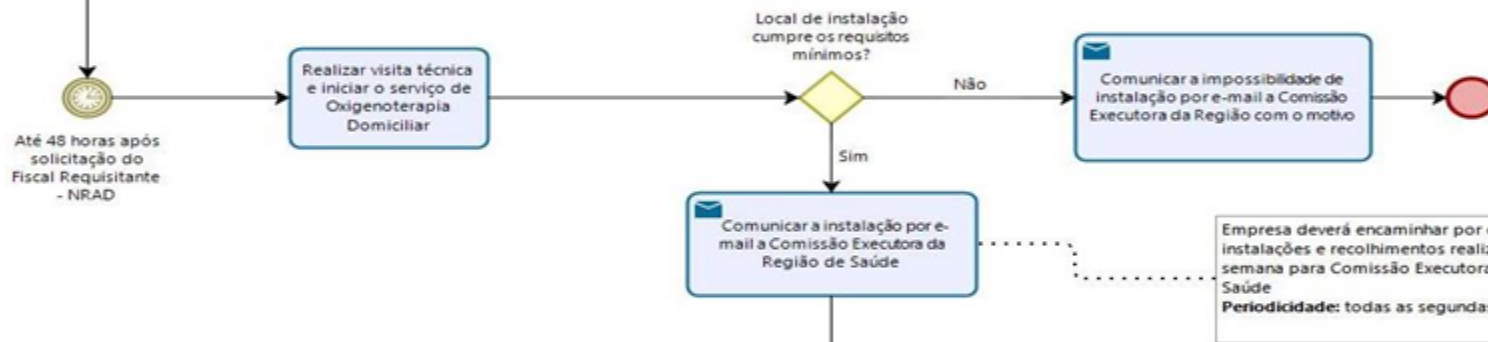 Até 48 horas após
solicitação do
Fiscal Requisitante
- NRAD
Realizar visita técnica
e iniciar o serviço de
Oxigenoterapia
Domiciliar
Local de instalação
cumpre os requisitos
mínimos?
Não
Comunicar a impossibilidade de
instalação por e-mail a Comissão
Executora da Região com o motivo
Sim
Comunicar a instalação por e-
mail a Comissão Executora da
Região de Saúde
Empresa deverá encaminhar por
instalações e recolhimentos
semana para Comissão
Saúde
Periodicidade: todas as